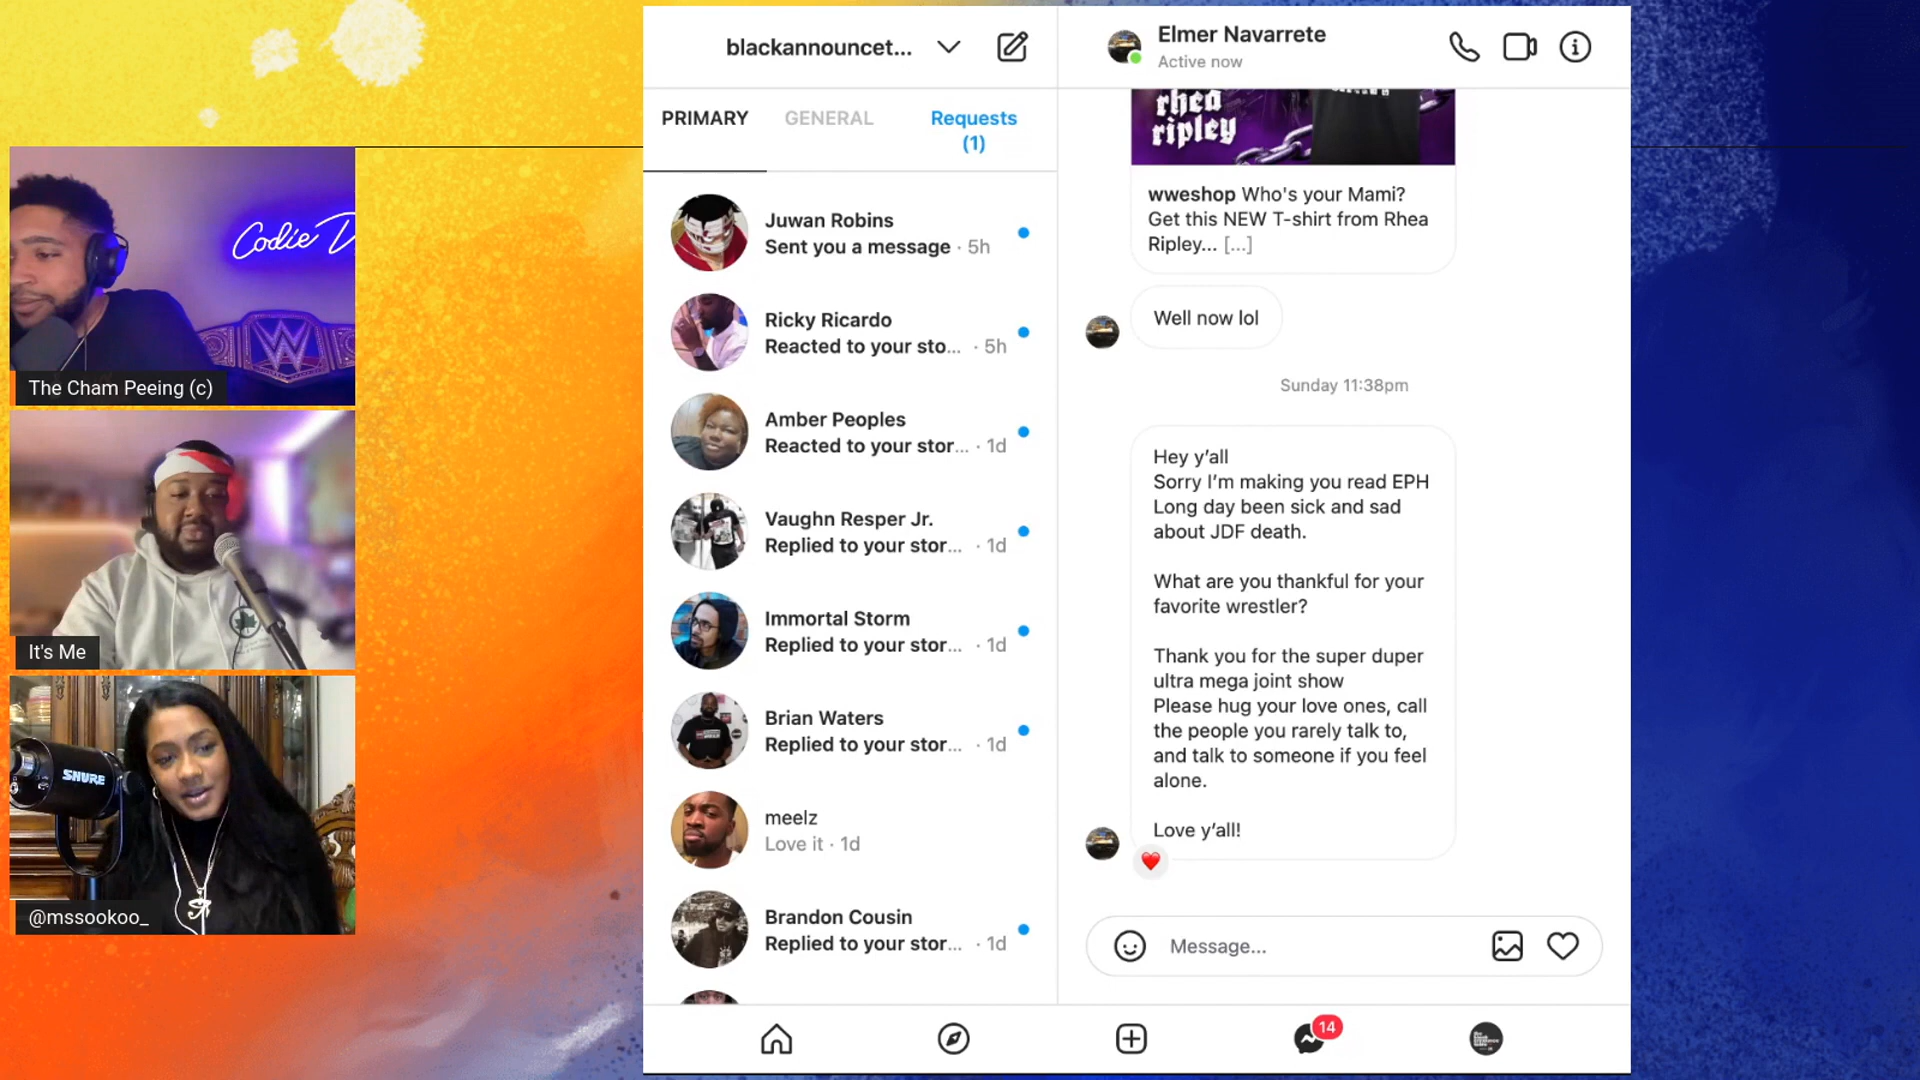 Codie D
The Cham Peeing (c)
It's Me
SHURE
@mssookoo_
blackannouncet...
PRIMARY
GENERAL
Requests
(1)
Juwan Robins
Sent you a message · 5h
Ricky Ricardo
Reacted to your sto... · 5h
Amber Peoples
Reacted to your stor... · 1d
Vaughn Resper Jr.
Replied to your stor... · 1d
Immortal Storm
Replied to your stor... · 1d
Brian Waters
Replied to your stor... · 1d
meelz
Love it · 1d
Brandon Cousin
Replied to your stor... · 1d
Elmer Navarrete
Active now
rhea
ripley
wweshop Who's your Mami?
Get this NEW T-shirt from Rhea
Ripley... [...]
Well now lol
Sunday 11:38pm
Hey y’all
Sorry I’m making you read EPH
Long day been sick and sad
about JDF death.
What are you thankful for your
favorite wrestler?
Thank you for the super duper
ultra mega joint show
Please hug your love ones, call
the people you rarely talk to,
and talk to someone if you feel
alone.
Love y’all!
Message...
14